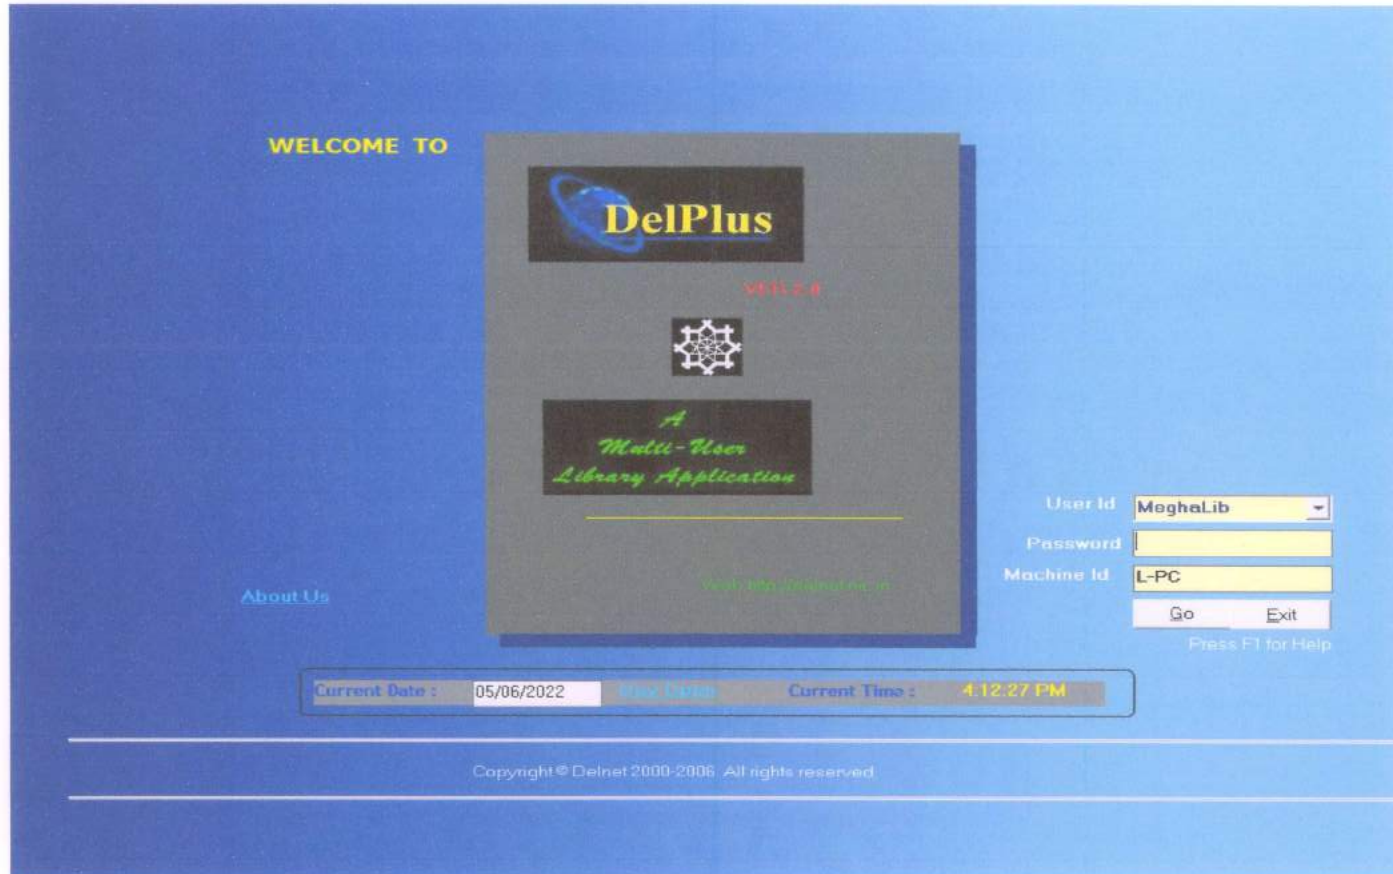 WELCOME TO
DelPlus
A
Multi-User
Library Application
User Id MeghaLib
Password
Machine Id L-PC
Go Exit
Press F1 for Help
About Us
Current Date : 05/06/2022 Current Time : 4:12:27 PM
Copyright © Delnet 2000-2006. All rights reserved